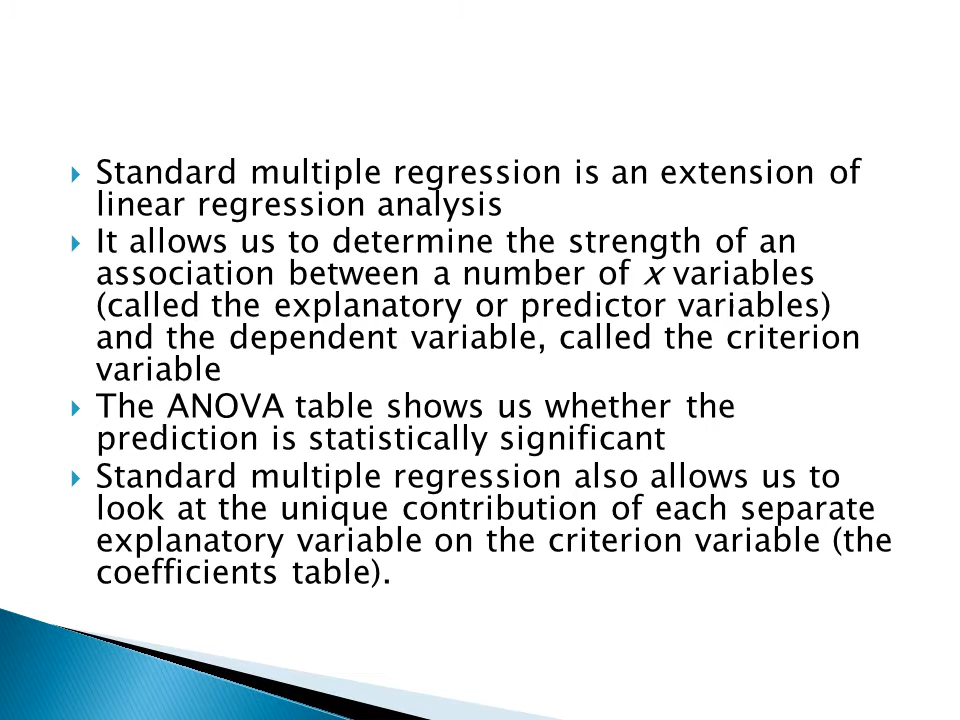 Standard multiple regression is an extension of
linear regression analysis
It allows us to determine the strength of an
association between a number of x variables
(called the explanatory or predictor variables)
and the dependent variable, called the criterion
variable
The ANOVA table shows us whether the
prediction is statistically significant
Standard multiple regression also allows us to
look at the unique contribution of each separate
explanatory variable on the criterion variable (the
coefficients table).